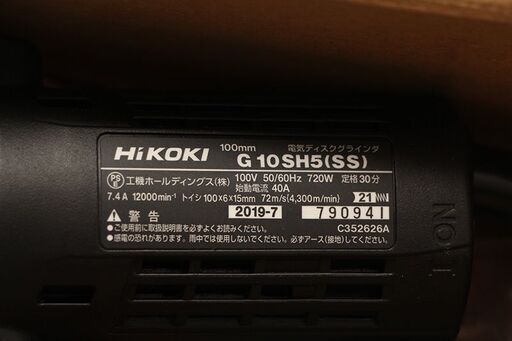 100mm 電気ディスクグラインダ
HiKOKI G 10SH5(SS)
PS E 工機ホールディングス(株) 100V 50/60Hz 720W 定格30分
始動電流 40A
7.4A 12000min⁻¹ トイシ 100×6×15mm 72m/s(4,300m/min) 21
警告 2019-7 790941
●ご使用前に取扱説明書を必ずよくお読みください。 C352626A
●感電の恐れがあります。雨中では使用しないでください。必ずアース(接地)してください。
NO